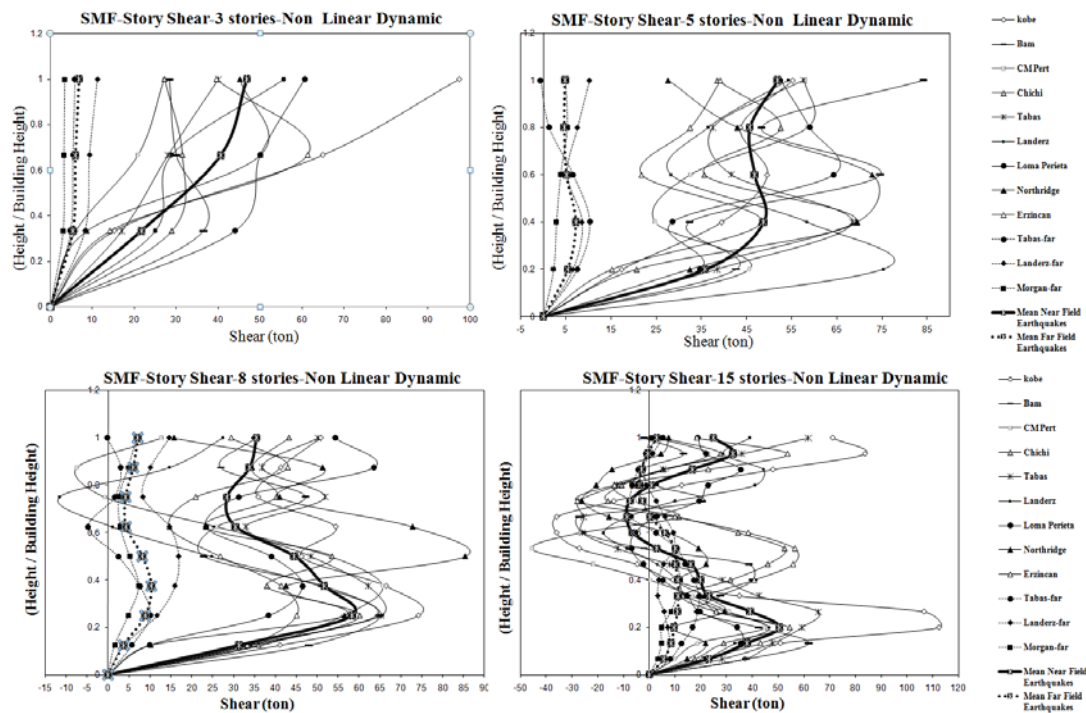 SMF-Story Shear-3 stories-Non Linear Dynamic
(Height / Building Height)
1.2
1
0.8
0.6
0.4
0.2
0
0 10 20 30 40 50 60 70 80 90 100
Shear (ton)
SMF-Story Shear-5 stories-Non Linear Dynamic
(Height / Building Height)
1.2
1
0.8
0.6
0.4
0.2
0
-5 5 15 25 35 45 55 65 75 85
Shear (ton)
kobe
Bam
CMPert
Chichi
Tabas
Landerz
Loma Perieta
Northridge
Erzincan
Tabas-far
Landerz-far
Morgan-far
Mean Near Field
Earthquakes
Mean Far Field
Earthquakes
SMF-Story Shear-8 stories-Non Linear Dynamic
(Height / Building Height)
1.2
1
0.8
0.6
0.4
0.2
0
-15 -10 -5 0 5 10 15 20 25 30 35 40 45 50 55 60 65 70 75 80 85 90
Shear (ton)
SMF-Story Shear-15 stories-Non Linear Dynamic
(Height / Building Height)
1.2
1
0.8
0.6
0.4
0.2
0
-50 -40 -30 -20 -10 0 10 20 30 40 50 60 70 80 90 100 110 120
Shear (ton)
kobe
Bam
CMPert
Chichi
Tabas
Landerz
Loma Perieta
Northridge
Erzincan
Tabas-far
Landerz-far
Morgan-far
Mean Near Field
Earthquakes
Mean Far Field
Earthquakes